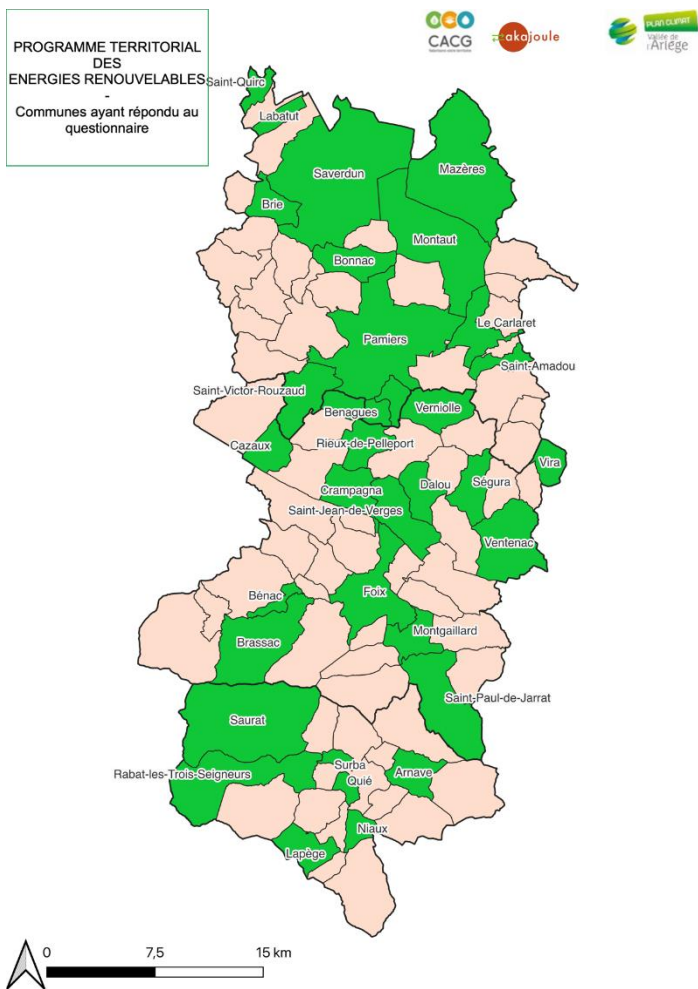 PROGRAMME TERRITORIAL
DES
ENERGIES RENOUVELABLES
-
Communes ayant répondu au
questionnaire
CACG
akajoule
PLAN CLIMAT
Vallée de
l'Ariège
Saint-Quirc
Labatut
Saverdun
Mazères
Brie
Montaut
Bonnac
Le Carlaret
Pamiers
Saint-Amadou
Saint-Victor-Rouzaud
Benagues
Verniolle
Cazaux
Rieux-de-Pelleport
Vira
Crampagna
Dalou
Ségura
Saint-Jean-de-Verges
Ventenac
Bénac
Foix
Brassac
Montgaillard
Saint-Paul-de-Jarrat
Saurat
Rabat-les-Trois-Seigneurs
Surba
Quié
Arnave
Niaux
Lapège
0 7,5 15 km